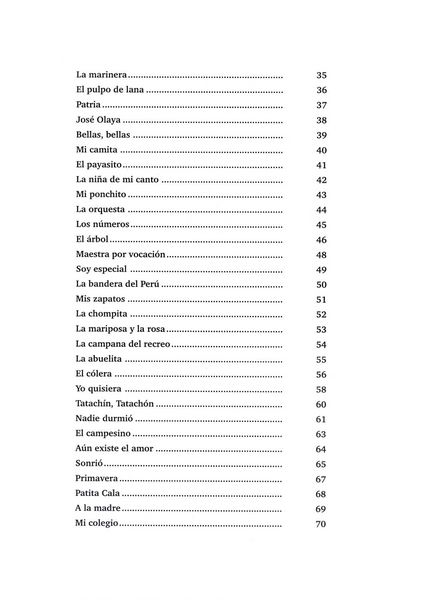 La marinera .......... 35
El pulpo de lana .......... 36
Patria .......... 37
José Olaya .......... 38
Bellas, bellas .......... 39
Mi camita .......... 40
El payasito .......... 41
La niña de mi canto .......... 42
Mi ponchito .......... 43
La orquesta .......... 44
Los números .......... 45
El árbol .......... 46
Maestra por vocación .......... 48
Soy especial .......... 49
La bandera del Perú .......... 50
Mis zapatos .......... 51
La chompita .......... 52
La mariposa y la rosa .......... 53
La campana del recreo .......... 54
La abuelita .......... 55
El cólera .......... 56
Yo quisiera .......... 58
Tatachín, Tatachón .......... 60
Nadie durmió .......... 61
El campesino .......... 63
Aún existe el amor .......... 64
Sonrió .......... 65
Primavera .......... 67
Patita Cala .......... 68
A la madre .......... 69
Mi colegio .......... 70